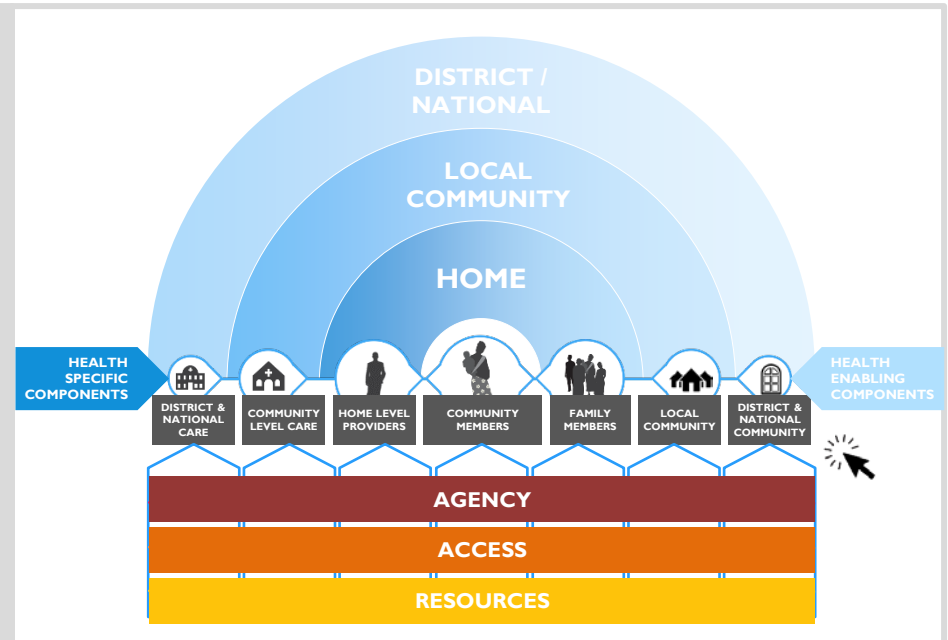 DISTRICT /
NATIONAL
LOCAL
COMMUNITY
HOME
HEALTH
SPECIFIC
COMPONENTS
HEALTH
ENABLING
COMPONENTS
DISTRICT &
NATIONAL
CARE
COMMUNITY
LEVEL CARE
HOME LEVEL
PROVIDERS
COMMUNITY
MEMBERS
FAMILY
MEMBERS
LOCAL
COMMUNITY
DISTRICT &
NATIONAL
COMMUNITY
AGENCY
ACCESS
RESOURCES